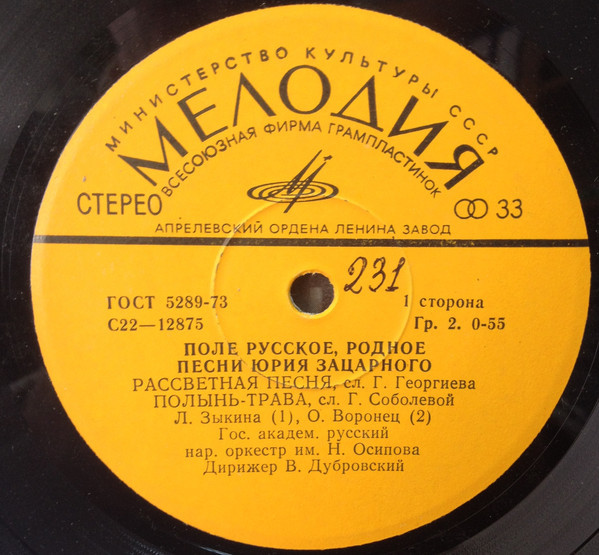 МИНИСТЕРСТВО КУЛЬТУРЫ СССР
МЕЛОДИЯ
ВСЕСОЮЗНАЯ ФИРМА ГРАМПЛАСТИНОК
СТЕРЕО
33
АПРЕЛЕВСКИЙ ОРДЕНА ЛЕНИНА ЗАВОД
231
ГОСТ 5289-73
1 сторона
С22—12875
Гр. 2. 0-55
ПОЛЕ РУССКОЕ, РОДНОЕ
ПЕСНИ ЮРИЯ ЗАЦАРНОГО
РАССВЕТНАЯ ПЕСНЯ, сл. Г. Георгиева
ПОЛЫНЬ-ТРАВА, сл. Г. Соболевой
Л. Зыкина (1), О. Воронец (2)
Гос. академ. русский
нар. оркестр им. Н. Осипова
Дирижер В. Дубровский